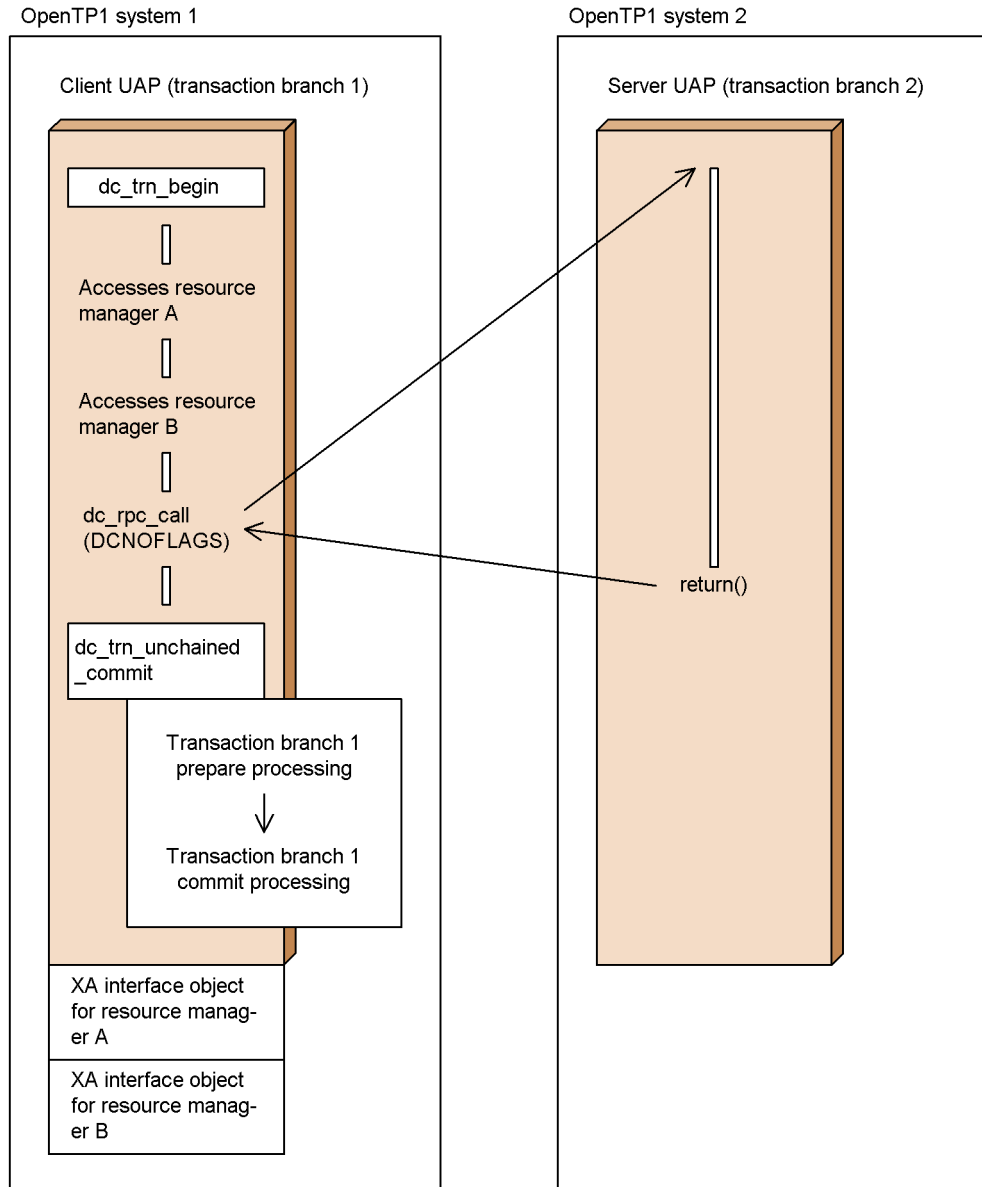 OpenTP1 system 1
OpenTP1 system 2
Client UAP (transaction branch 1)
Server UAP (transaction branch 2)
dc_trn_begin
Accesses resource
manager A
Accesses resource
manager B
dc_rpc_call
(DCNOFLAGS)
return()
dc_trn_unchained
_commit
Transaction branch 1
prepare processing
Transaction branch 1
commit processing
XA interface object
for resource manag-
er A
XA interface object
for resource manag-
er B